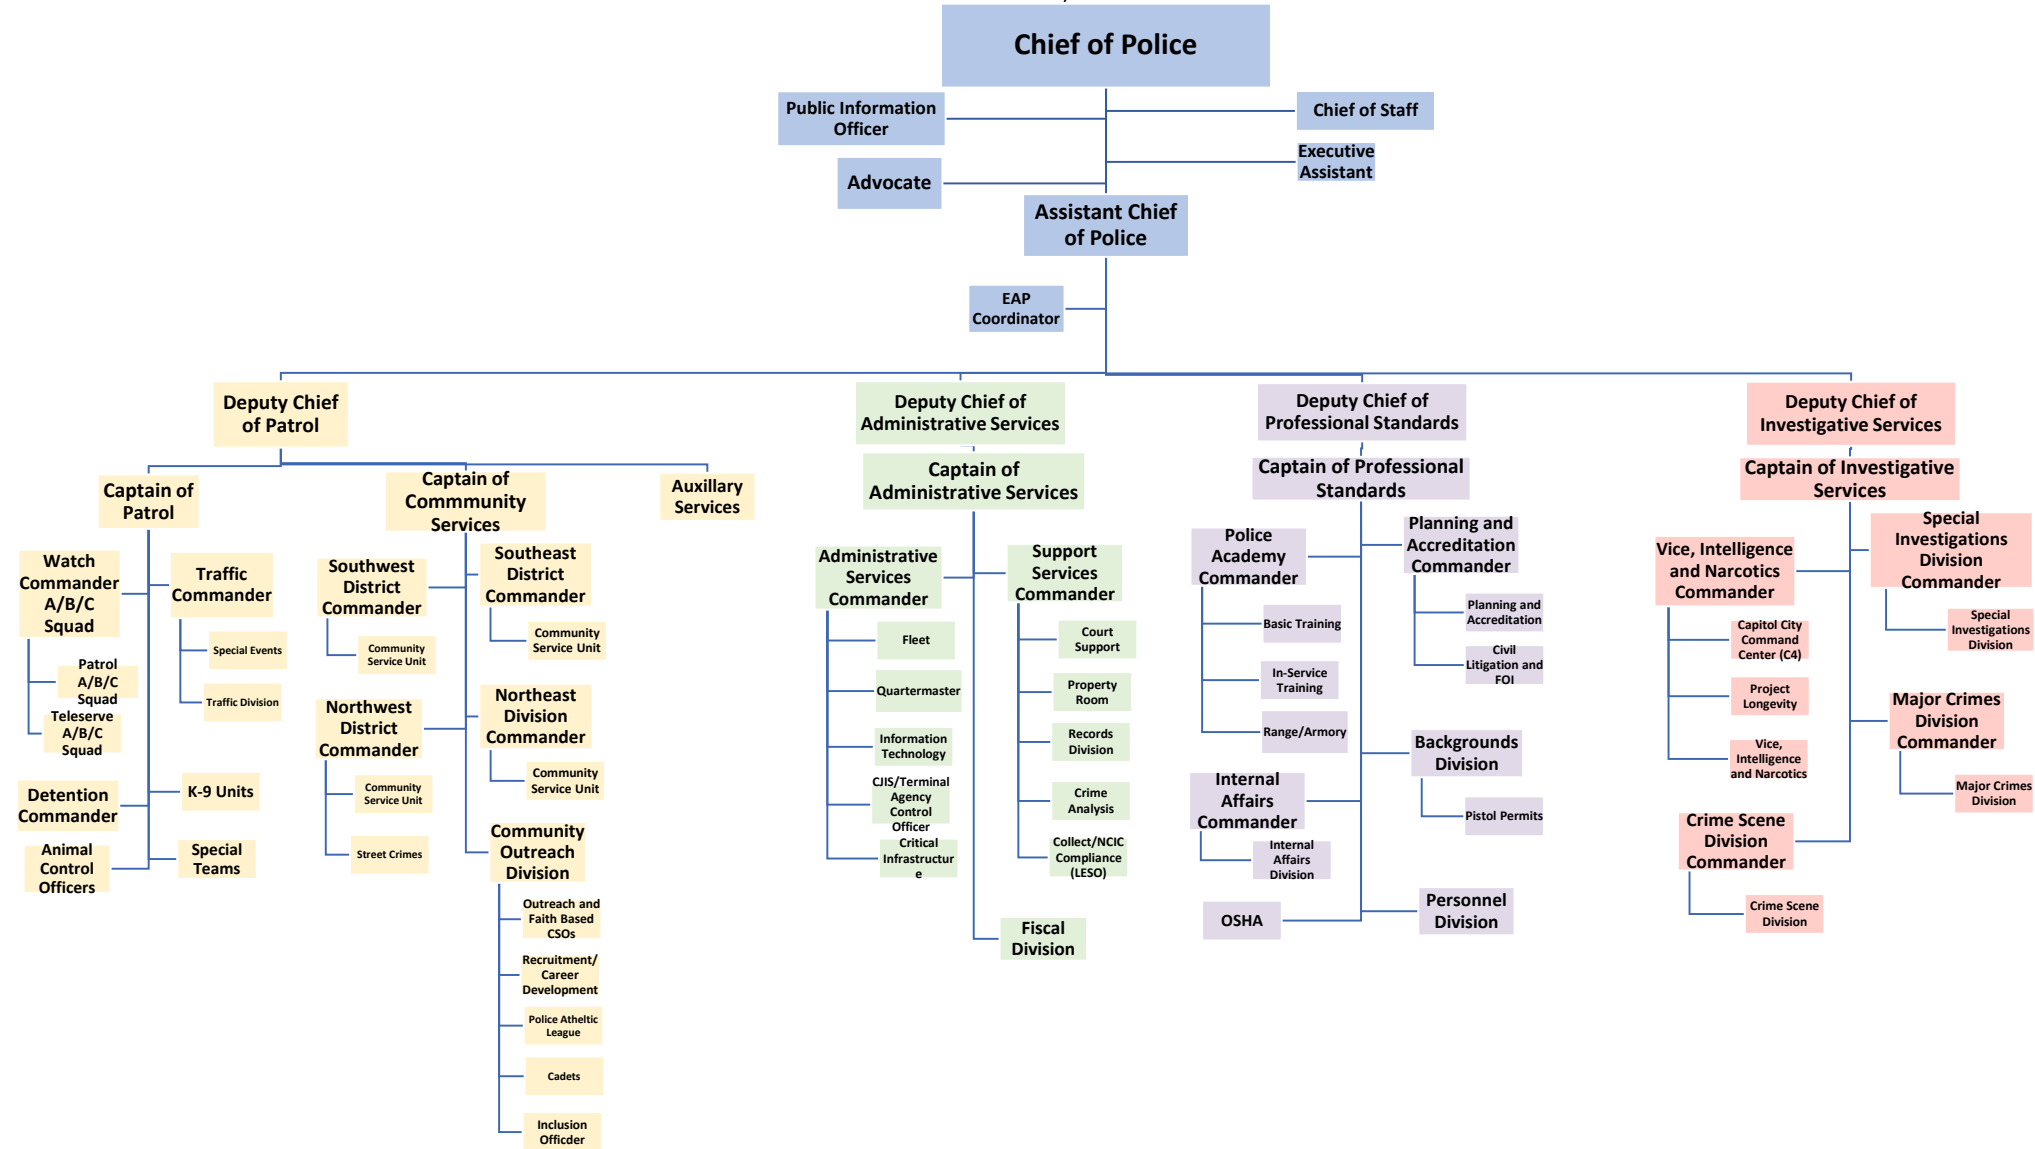 Chief of Police
Public Information
Officer
Chief of Staff
Executive
Assistant
Advocate
Assistant Chief
of Police
EAP
Coordinator
Deputy Chief
of Patrol
Deputy Chief of
Administrative Services
Deputy Chief of
Professional Standards
Deputy Chief of
Investigative Services
Captain of
Patrol
Captain of
Commmunity
Services
Auxillary
Services
Captain of
Administrative Services
Captain of Professional
Standards
Captain of Investigative
Services
Watch
Commander
A/B/C
Squad
Patrol
A/B/C
Squad
Teleserve
A/B/C
Squad
Traffic
Commander
Special Events
Traffic Division
Detention
Commander
K-9 Units
Animal
Control
Officers
Special
Teams
Southwest
District
Commander
Community
Service Unit
Southeast
District
Commander
Community
Service Unit
Northwest
District
Commander
Community
Service Unit
Street Crimes
Northeast
Division
Commander
Community
Service Unit
Community
Outreach
Division
Outreach and
Faith Based
CSOs
Recruitment/
Career
Development
Police Atheltic
League
Cadets
Inclusion
Officder
Administrative
Services
Commander
Fleet
Quartermaster
Information
Technology
CJIS/Terminal
Agency
Control
Officer
Critical
Infrastructur
e
Support
Services
Commander
Court
Support
Property
Room
Records
Division
Crime
Analysis
Collect/NCIC
Compliance
(LESO)
Fiscal
Division
Police
Academy
Commander
Basic Training
In-Service
Training
Range/Armory
Planning and
Accreditation
Commander
Planning and
Accreditation
Civil
Litigation and
FOI
Internal
Affairs
Commander
Internal
Affairs
Division
Backgrounds
Division
Pistol Permits
OSHA
Personnel
Division
Vice, Intelligence
and Narcotics
Commander
Capitol City
Command
Center (C4)
Project
Longevity
Vice,
Intelligence
and Narcotics
Special
Investigations
Division
Commander
Special
Investigations
Division
Major Crimes
Division
Commander
Major Crimes
Division
Crime Scene
Division
Commander
Crime Scene
Division